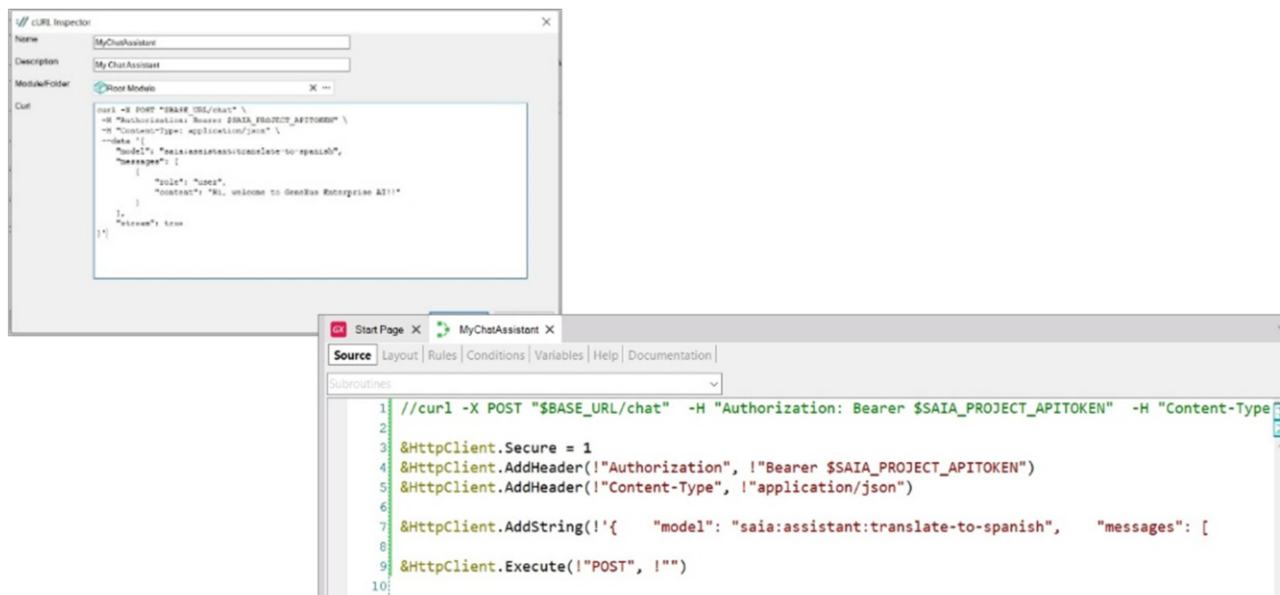 cURL Inspector
Name
MyChatAssistant
Description
My Chat Assistant
Module/Folder
Root Module
Curl
curl -X POST "$BASE_URL/chat" \
-H "Authorization: Bearer $SAIA_PROJECT_APITOKEN" \
-H "Content-Type: application/json" \
--data '{
"model": "saia:assistant:translate-to-spanish",
"messages": [
{
"role": "user",
"content": "Hi, welcome to GeneXus Enterprise AI!!"
}
],
"stream": true
}'
GX Start Page MyChatAssistant
Source Layout Rules Conditions Variables Help Documentation
Subroutines
1 //curl -X POST "$BASE_URL/chat"  -H "Authorization: Bearer $SAIA_PROJECT_APITOKEN"  -H "Content-Type
2
3 &HttpClient.Secure = 1
4 &HttpClient.AddHeader(!"Authorization", !"Bearer $SAIA_PROJECT_APITOKEN")
5 &HttpClient.AddHeader(!"Content-Type", !"application/json")
6
7 &HttpClient.AddString(!'{    "model": "saia:assistant:translate-to-spanish",    "messages": [
8
9 &HttpClient.Execute(!"POST", !"")
10